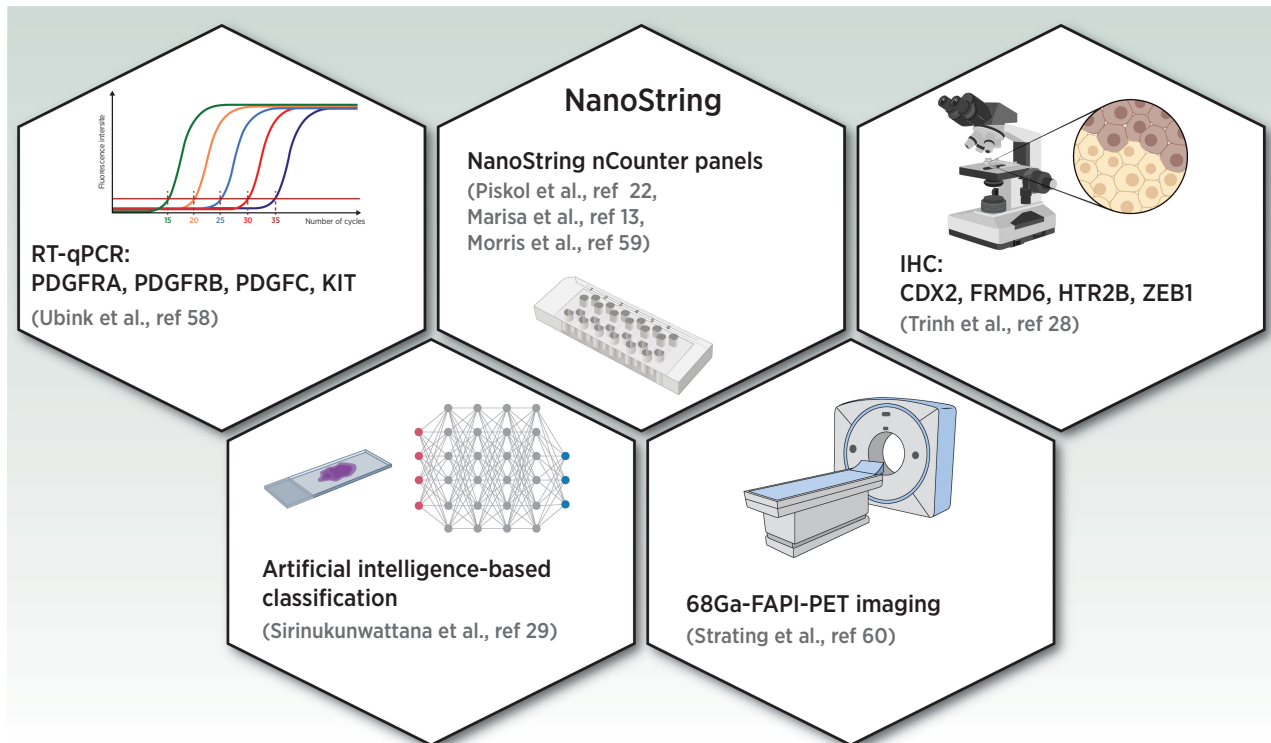 Fluorescence intersite
15 20 25 30 35 Number of cycles
RT-qPCR:
PDGFRA, PDGFRB, PDGFC, KIT
(Ubink et al., ref 58)
NanoString
NanoString nCounter panels
(Piskol et al., ref 22,
Marisa et al., ref 13,
Morris et al., ref 59)
IHC:
CDX2, FRMD6, HTR2B, ZEB1
(Trinh et al., ref 28)
Artificial intelligence-based
classification
(Sirinukunwattana et al., ref 29)
68Ga-FAPI-PET imaging
(Strating et al., ref 60)